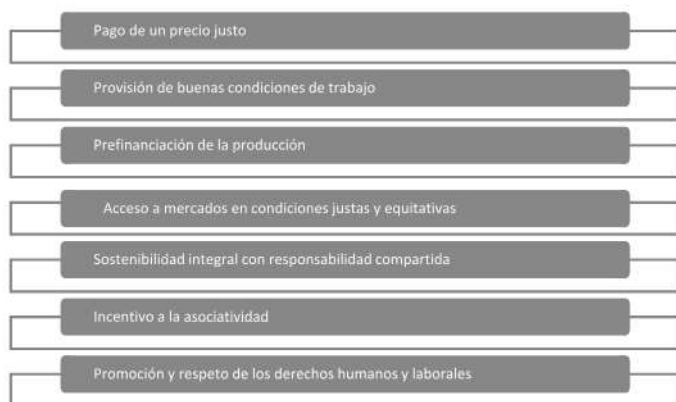 Pago de un precio justo
Provisión de buenas condiciones de trabajo
Prefinanciación de la producción
Acceso a mercados en condiciones justas y equitativas
Sostenibilidad integral con responsabilidad compartida
Incentivo a la asociatividad
Promoción y respeto de los derechos humanos y laborales